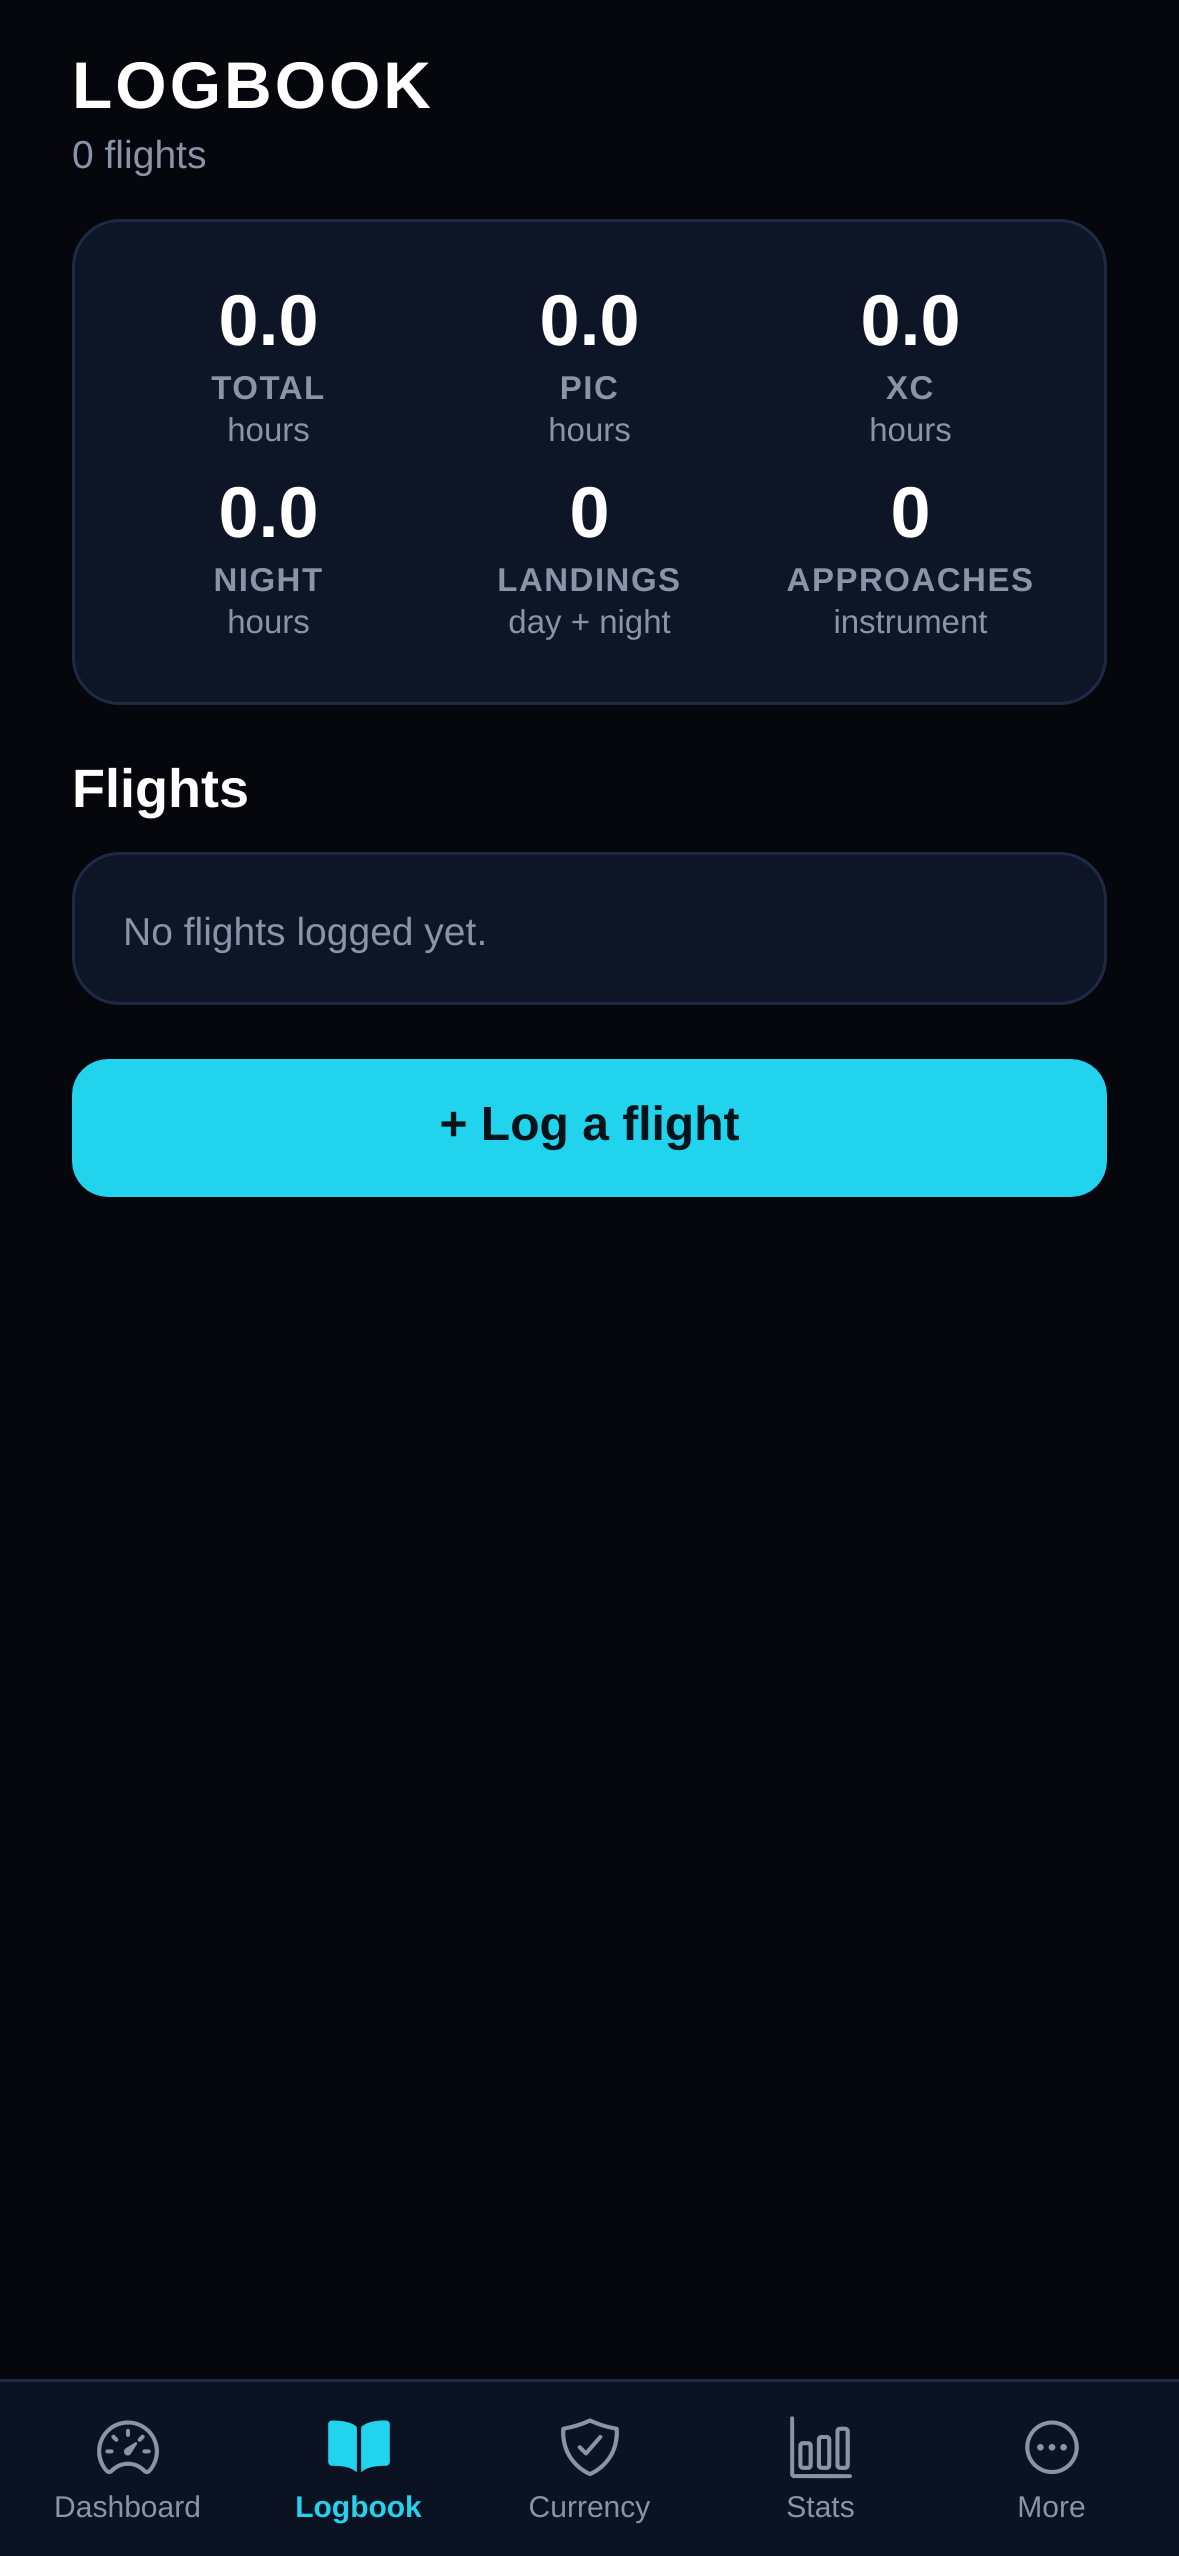 LOGBOOK
0 flights
0.0 0.0 0.0
TOTAL PIC XC
hours hours hours
0.0 0 0
NIGHT LANDINGS APPROACHES
hours day + night instrument
Flights
No flights logged yet.
+ Log a flight
Dashboard Logbook Currency Stats More